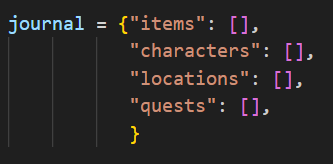 journal = {"items": [],
"characters": [],
"locations": [],
"quests": [],
}